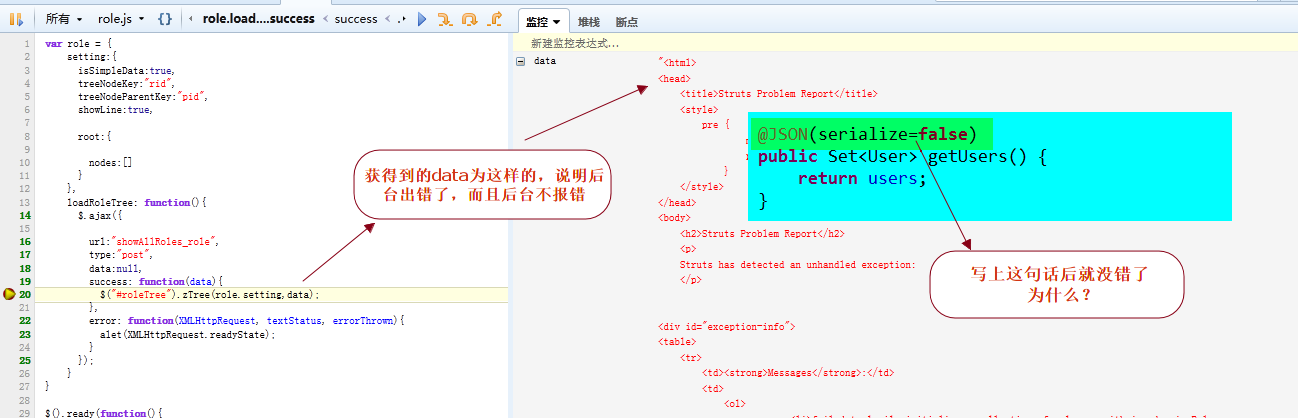 所有 role.js {} role.load....success success
监控 堆栈 断点
新建监控表达式...
1 var role = {
2 setting:{
3 isSimpleData:true,
4 treeNodeKey:"rid",
5 treeNodeParentKey:"pid",
6 showLine:true,
7
8 root:{
9
10 nodes:[]
11 }
12 },
13 loadRoleTree: function(){
14 $.ajax({
15
16 url:"showAllRoles_role",
17 type:"post",
18 data:null,
19 success: function(data){
20 $("#roleTree").zTree(role.setting,data);
21 },
22 error: function(XMLHttpRequest, textStatus, errorThrown){
23 alet(XMLHttpRequest.readyState);
24 }
25 });
26 }
27 }
28
29 $().ready(function(){
获得到的data为这样的，说明后
台出错了，而且后台不报错
data
"<html>
<head>
<title>Struts Problem Report</title>
<style>
pre {
}
</style>
</head>
<body>
<h2>Struts Problem Report</h2>
<p>
Struts has detected an unhandled exception:
</p>
<div id="exception-info">
<table>
<tr>
<td><strong>Messages</strong>:</td>
<td>
<ol>
@JSON(serialize=false)
public Set<User> getUsers() {
return users;
}
写上这句话后就没错了
为什么？